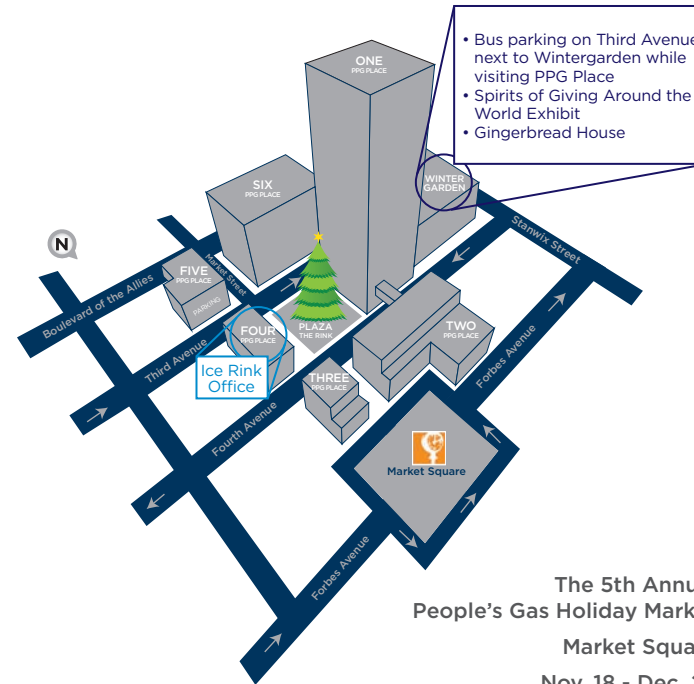 • Bus parking on Third Avenue
next to Wintergarden while
visiting PPG Place
• Spirits of Giving Around the
World Exhibit
• Gingerbread House
ONE
PPG PLACE
WINTER
GARDEN
SIX
PPG PLACE
Stanwix Street
N
Market Street
FIVE
PPG PLACE
PARKING
Boulevard of the Allies
PLAZA
THE RINK
FOUR
PPG PLACE
TWO
PPG PLACE
Third Avenue
Ice Rink
Office
THREE
PPG PLACE
Forbes Avenue
Fourth Avenue
Market Square
Forbes Avenue
The 5th Annu
People's Gas Holiday Mark
Market Squa
Nov. 18 - Dec.